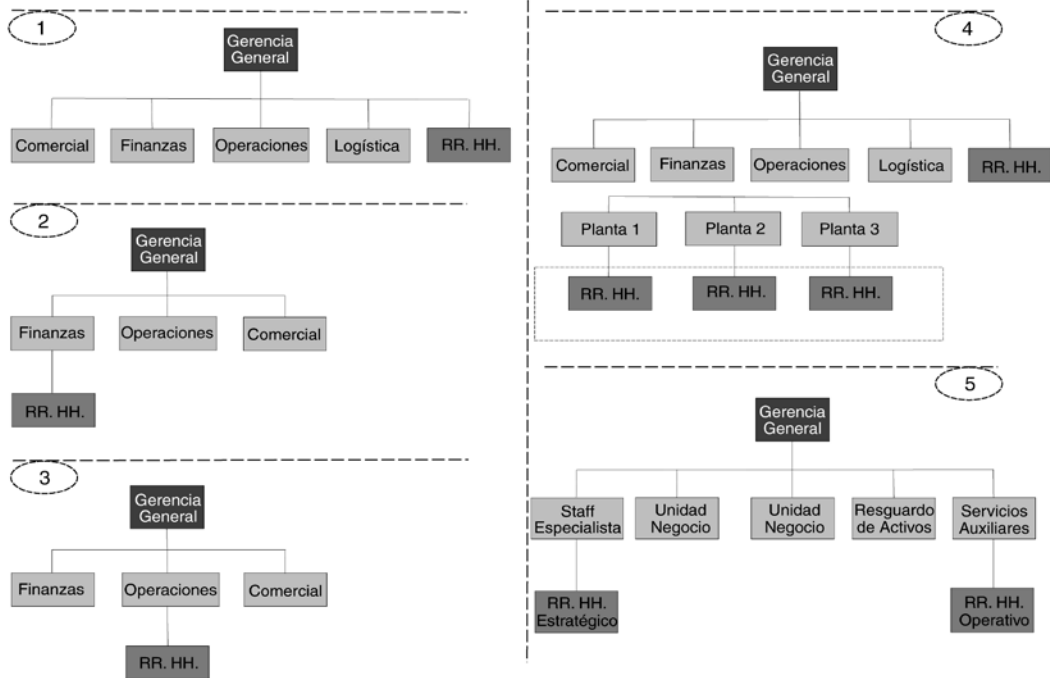 1
Gerencia
General
Comercial
Finanzas
Operaciones
Logística
RR. HH.
2
Gerencia
General
Finanzas
Operaciones
Comercial
RR. HH.
3
Gerencia
General
Finanzas
Operaciones
Comercial
RR. HH.
4
Gerencia
General
Comercial
Finanzas
Operaciones
Logística
RR. HH.
Planta 1
Planta 2
Planta 3
RR. HH.
RR. HH.
RR. HH.
5
Gerencia
General
Staff
Especialista
Unidad
Negocio
Unidad
Negocio
Resguardo
de Activos
Servicios
Auxiliares
RR. HH.
Estratégico
RR. HH.
Operativo